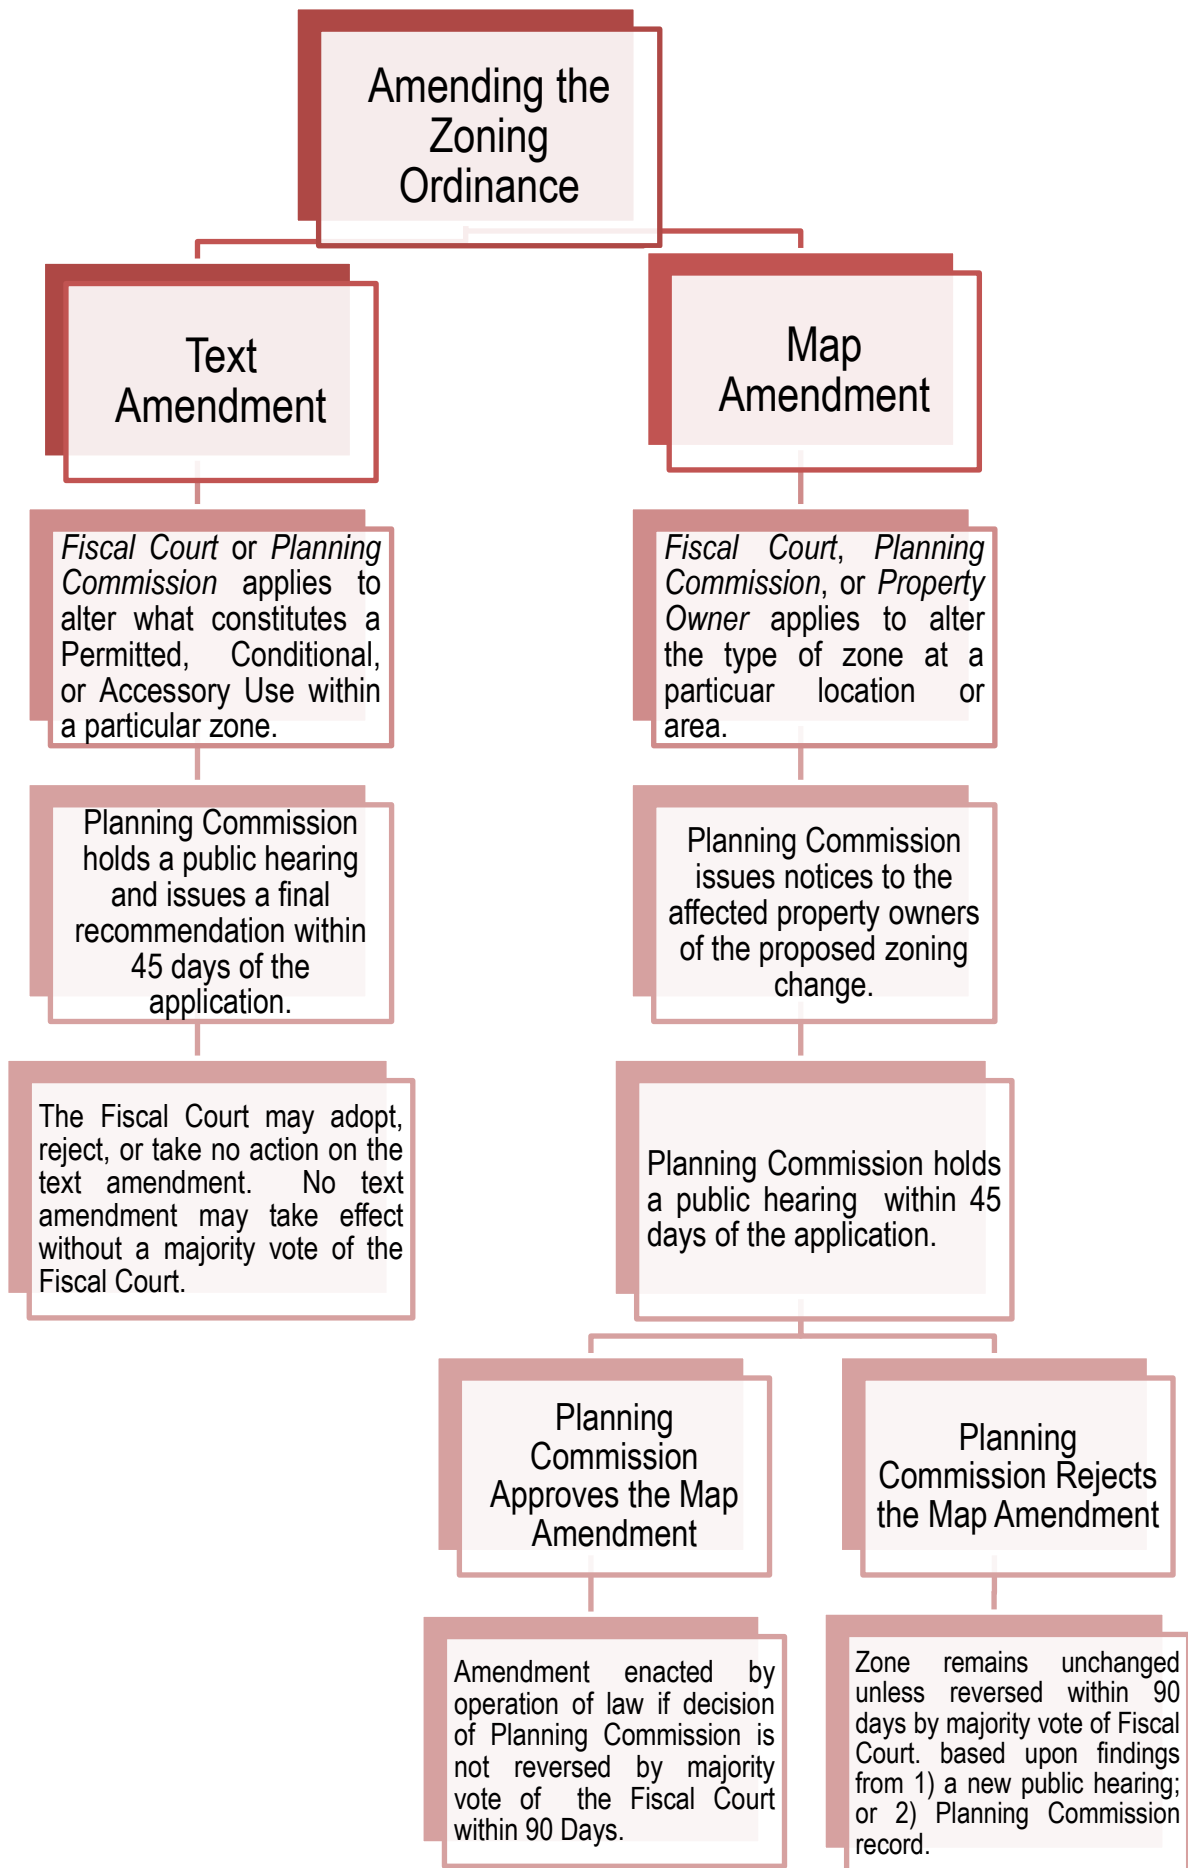 Amending the
Zoning
Ordinance
Text
Amendment
Map
Amendment
Fiscal Court or Planning
Commission applies to
alter what constitutes a
Permitted, Conditional,
or Accessory Use within
a particular zone.
Fiscal Court, Planning
Commission, or Property
Owner applies to alter
the type of zone at a
particuar location or
area.
Planning Commission
holds a public hearing
and issues a final
recommendation within
45 days of the
application.
Planning Commission
issues notices to the
affected property owners
of the proposed zoning
change.
The Fiscal Court may adopt,
reject, or take no action on the
text amendment. No text
amendment may take effect
without a majority vote of the
Fiscal Court.
Planning Commission holds
a public hearing within 45
days of the application.
Planning
Commission
Approves the Map
Amendment
Planning
Commission Rejects
the Map Amendment
Amendment enacted by
operation of law if decision
of Planning Commission is
not reversed by majority
vote of the Fiscal Court
within 90 Days.
Zone remains unchanged
unless reversed within 90
days by majority vote of Fiscal
Court. based upon findings
from 1) a new public hearing;
or 2) Planning Commission
record.